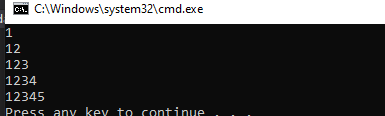 C:\Windows\system32\cmd.exe
1
12
123
1234
12345
Press any key to continue . . .